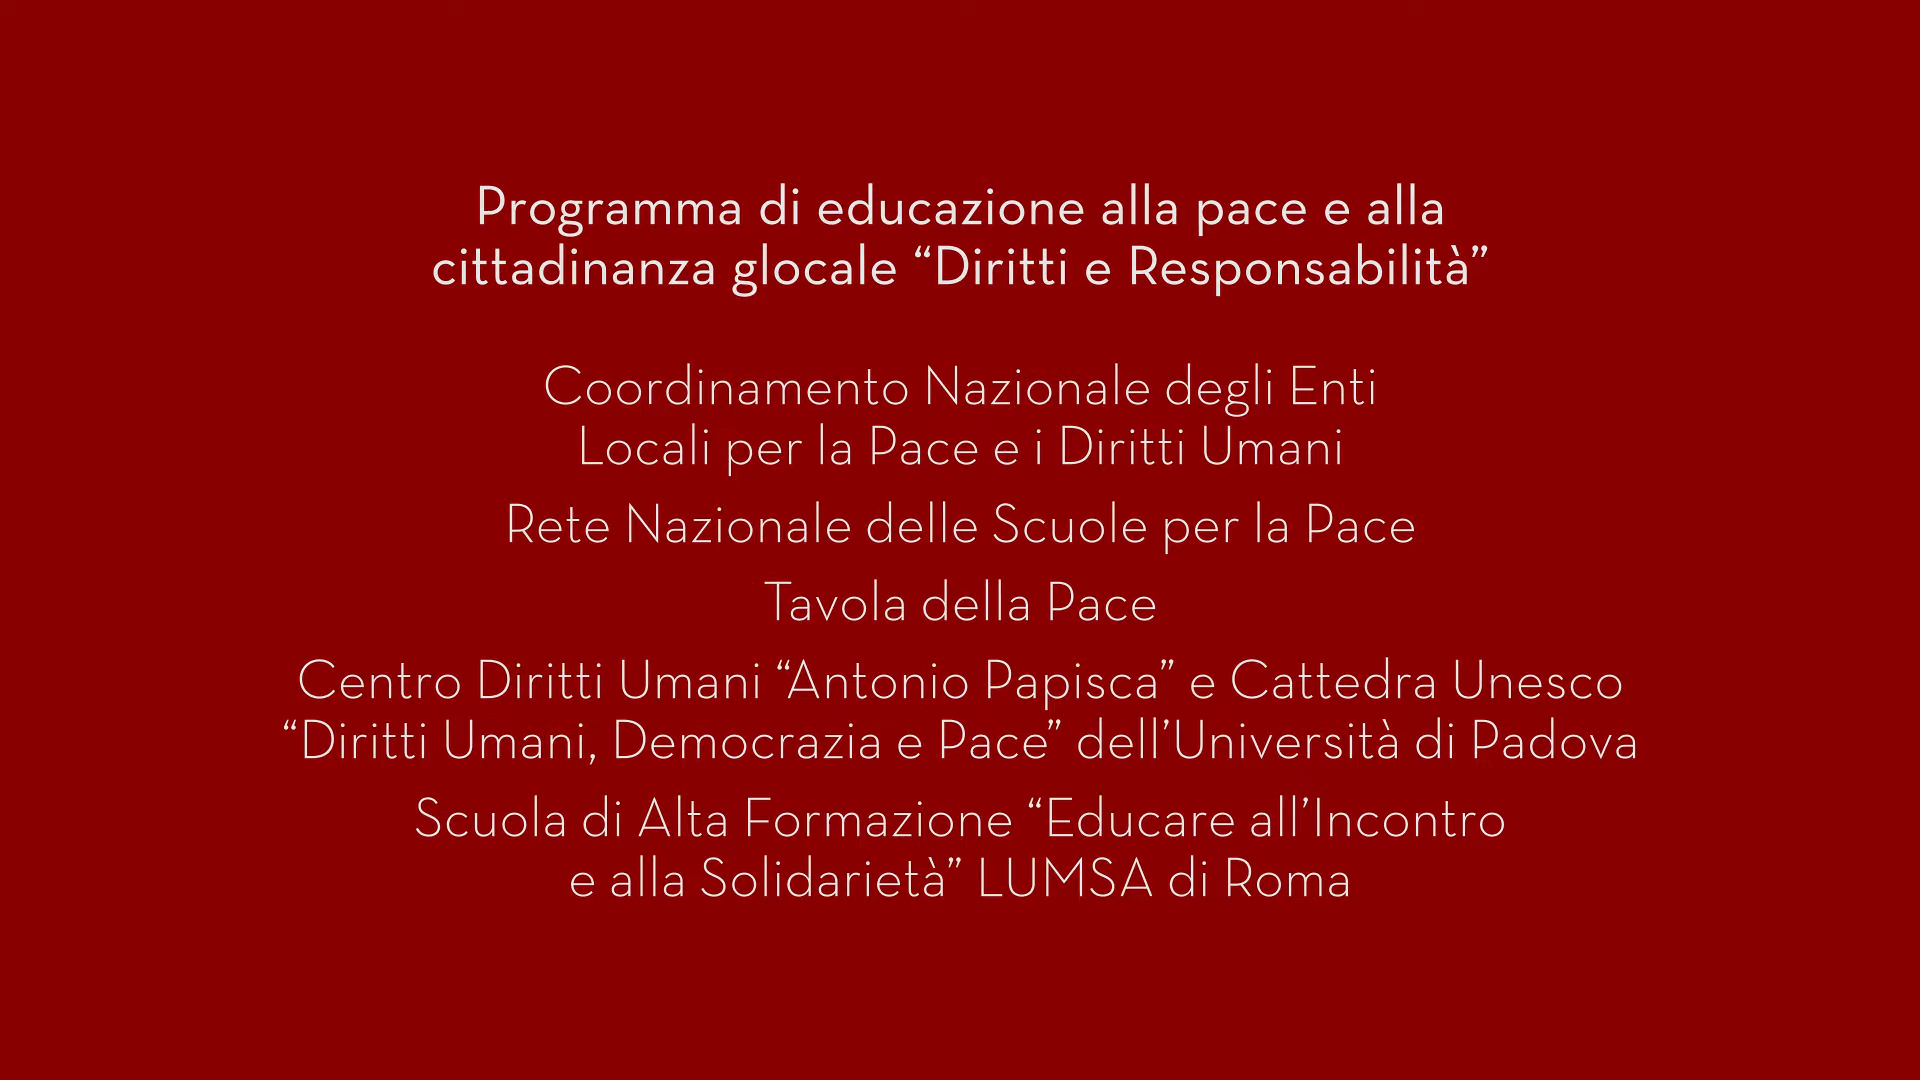 Programma di educazione alla pace e alla
cittadinanza glocale “Diritti e Responsabilità”
Coordinamento Nazionale degli Enti
Locali per la Pace e i Diritti Umani
Rete Nazionale delle Scuole per la Pace
Tavola della Pace
Centro Diritti Umani “Antonio Papisca” e Cattedra Unesco
“Diritti Umani, Democrazia e Pace” dell’Università di Padova
Scuola di Alta Formazione “Educare all’Incontro
e alla Solidarietà” LUMSA di Roma